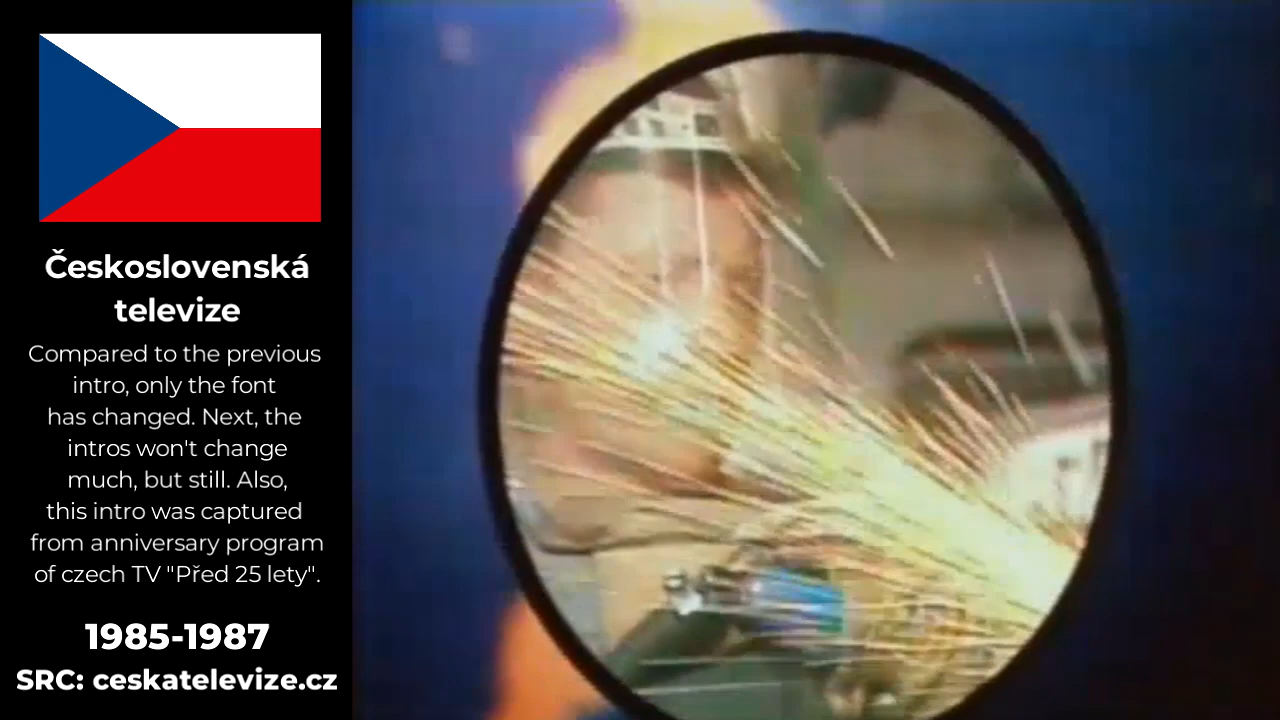 Československá
televize
Compared to the previous
intro, only the font
has changed. Next, the
intros won't change
much, but still. Also,
this intro was captured
from anniversary program
of czech TV "Před 25 lety".
1985-1987
SRC: ceskatelevize.cz